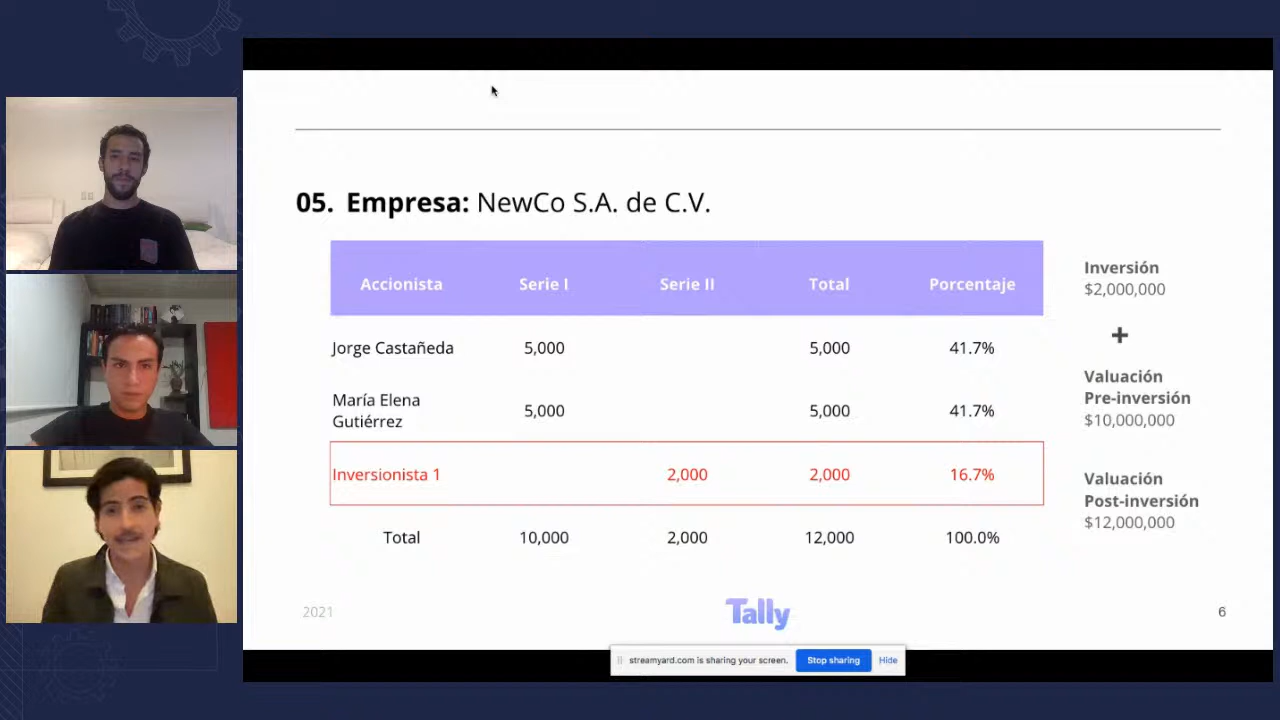 05. Empresa: NewCo S.A. de C.V.
Accionista Serie I Serie II Total Porcentaje
Jorge Castañeda 5,000 5,000 41.7%
María Elena
Gutiérrez 5,000 5,000 41.7%
Inversionista 1 2,000 2,000 16.7%
Total 10,000 2,000 12,000 100.0%
Inversión
$2,000,000
+
Valuación
Pre-inversión
$10,000,000
Valuación
Post-inversión
$12,000,000
2021
Tally
6
streamyard.com is sharing your screen. Stop sharing Hide